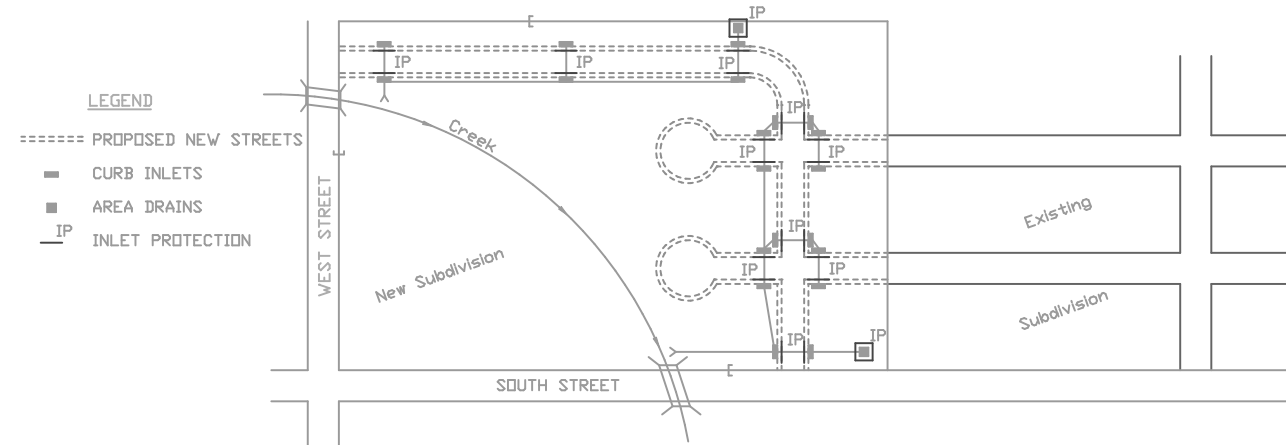 IP
IP
IP
IP
LEGEND
IP
Creek
PROPOSED NEW STREETS
IP
IP
CURB INLETS
WEST STREET
AREA DRAINS
Existing
IP
IP
INLET PROTECTION
New Subdivision
IP
IP
Subdivision
IP
IP
SOUTH STREET